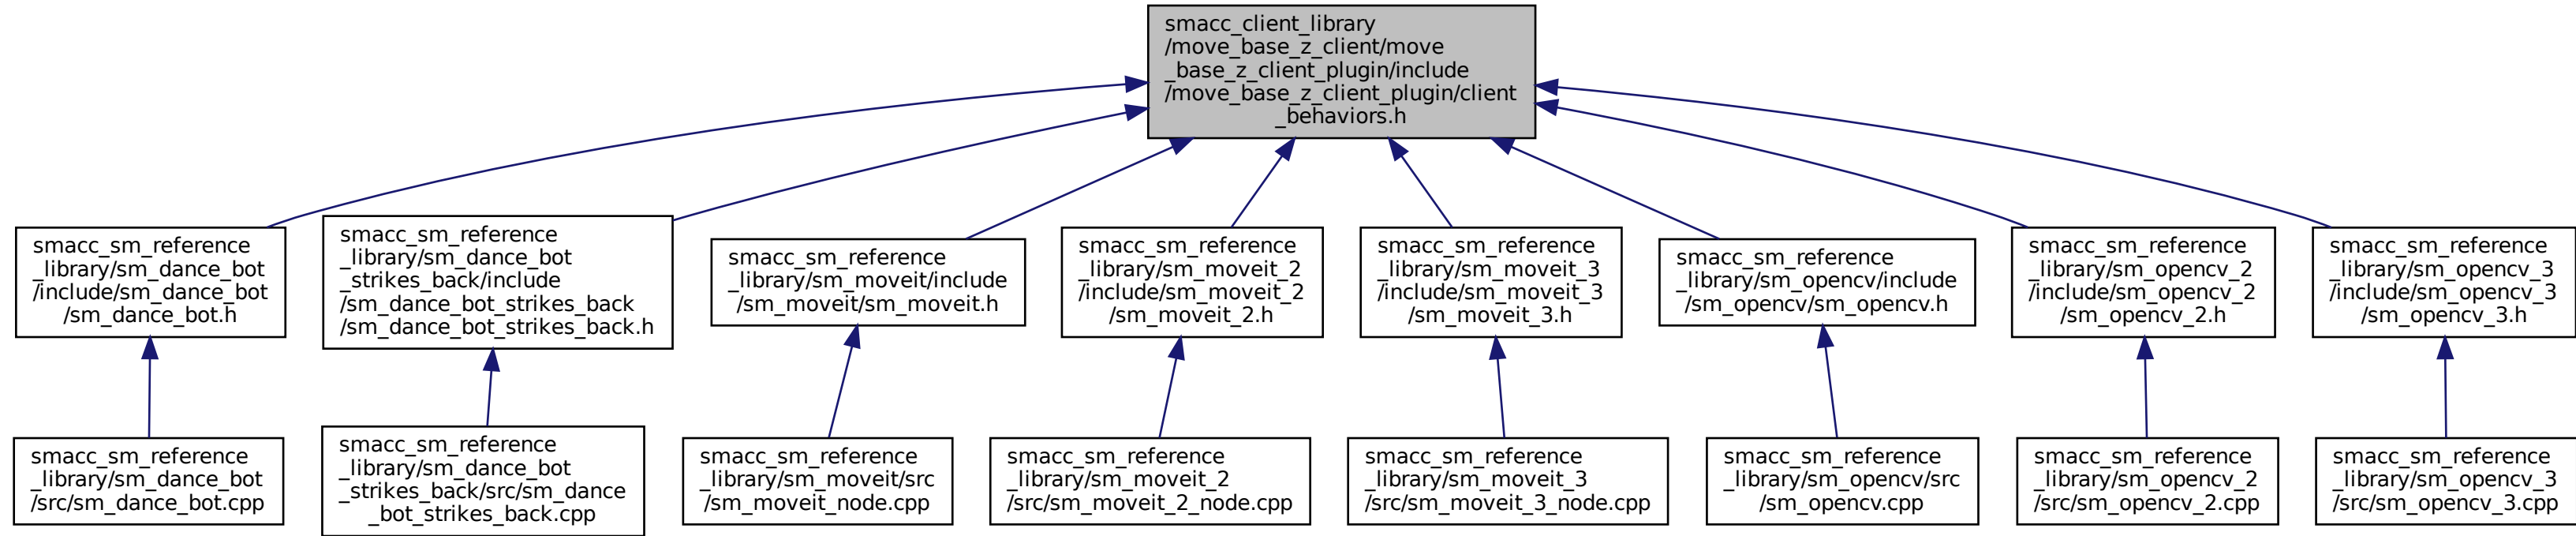 smacc_client_library
/move_base_z_client/move
_base_z_client_plugin/include
/move_base_z_client_plugin/client
_behaviors.h
smacc_sm_reference
_library/sm_dance_bot
/include/sm_dance_bot
/sm_dance_bot.h
smacc_sm_reference
_library/sm_dance_bot
_strikes_back/include
/sm_dance_bot_strikes_back
/sm_dance_bot_strikes_back.h
smacc_sm_reference
_library/sm_moveit/include
/sm_moveit/sm_moveit.h
smacc_sm_reference
_library/sm_moveit_2
/include/sm_moveit_2
/sm_moveit_2.h
smacc_sm_reference
_library/sm_moveit_3
/include/sm_moveit_3
/sm_moveit_3.h
smacc_sm_reference
_library/sm_opencv/include
/sm_opencv/sm_opencv.h
smacc_sm_reference
_library/sm_opencv_2
/include/sm_opencv_2
/sm_opencv_2.h
smacc_sm_reference
_library/sm_opencv_3
/include/sm_opencv_3
/sm_opencv_3.h
smacc_sm_reference
_library/sm_dance_bot
/src/sm_dance_bot.cpp
smacc_sm_reference
_library/sm_dance_bot
_strikes_back/src/sm_dance
_bot_strikes_back.cpp
smacc_sm_reference
_library/sm_moveit/src
/sm_moveit_node.cpp
smacc_sm_reference
_library/sm_moveit_2
/src/sm_moveit_2_node.cpp
smacc_sm_reference
_library/sm_moveit_3
/src/sm_moveit_3_node.cpp
smacc_sm_reference
_library/sm_opencv/src
/sm_opencv.cpp
smacc_sm_reference
_library/sm_opencv_2
/src/sm_opencv_2.cpp
smacc_sm_reference
_library/sm_opencv_3
/src/sm_opencv_3.cpp